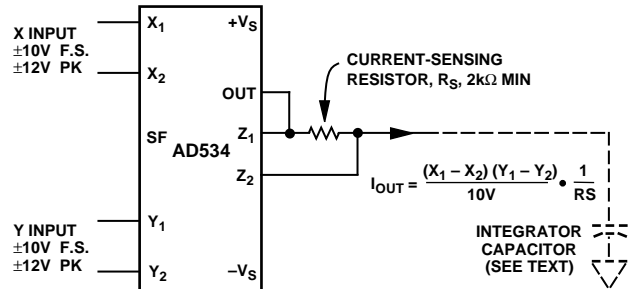 X INPUT
±10V F.S.
±12V PK
X1
X2
SF
Y INPUT
±10V F.S.
±12V PK
Y1
Y2
AD534
+VS
OUT
Z1
Z2
–VS
CURRENT-SENSING
RESISTOR, RS, 2kΩ MIN
IOUT = (X1 – X2) (Y1 – Y2) / 10V • 1 / RS
INTEGRATOR
CAPACITOR
(SEE TEXT)